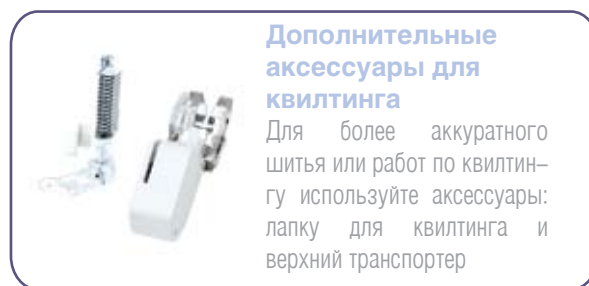 Дополнительные
аксессуары для
квилтинга
Для более аккуратного
шитья или работ по квилтин–
гу используйте аксессуары:
лапку для квилтинга и
верхний транспортер